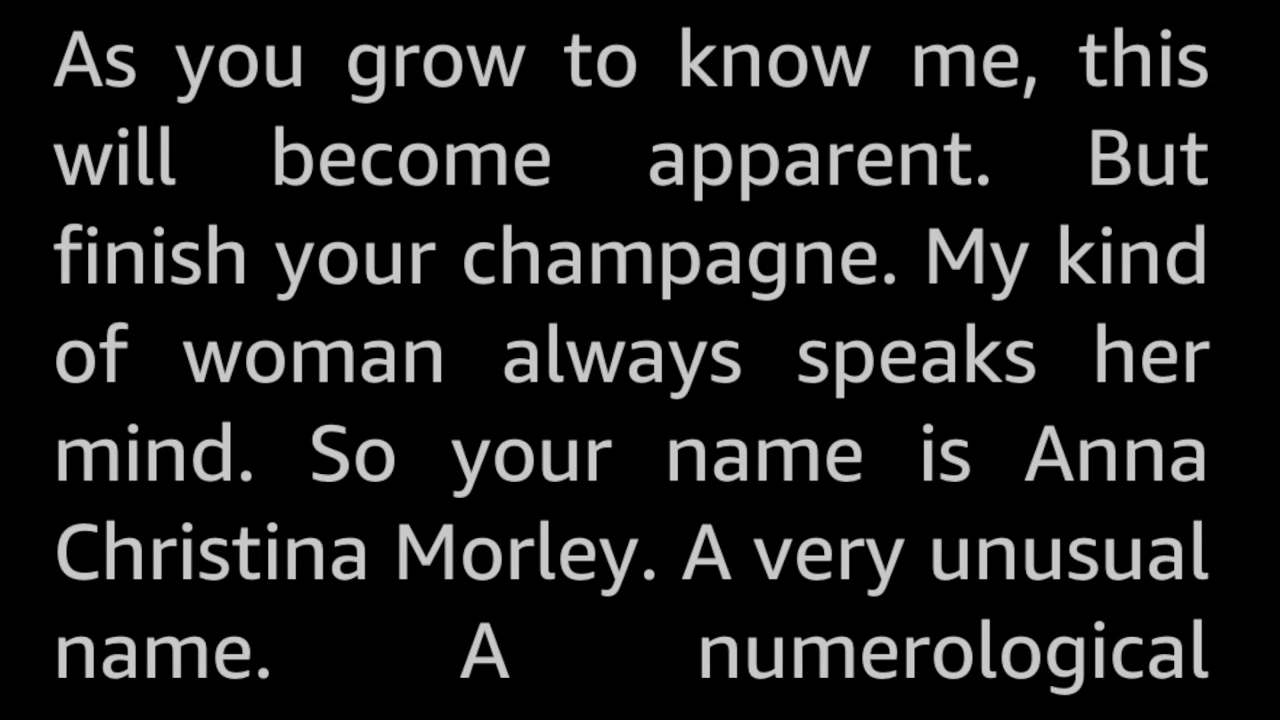 As you grow to know me, this
will become apparent. But
finish your champagne. My kind
of woman always speaks her
mind. So your name is Anna
Christina Morley. A very unusual
name. A numerological